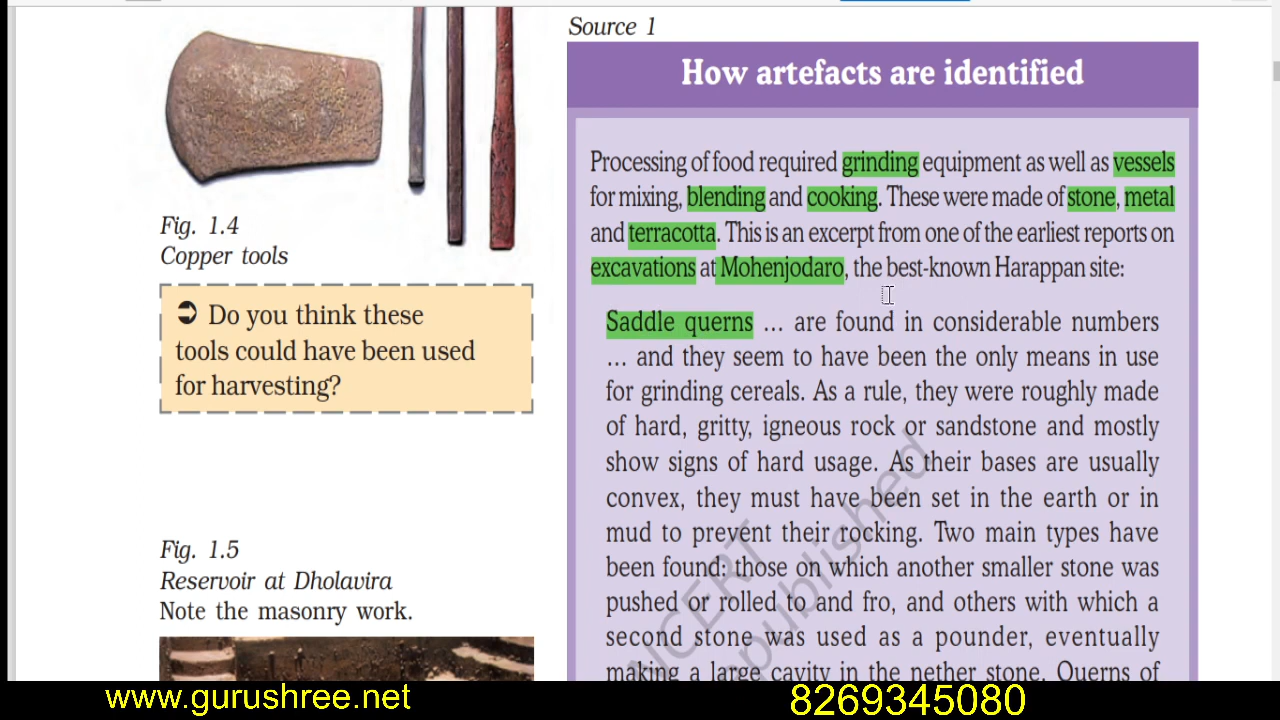 Source 1
How artefacts are identified
Processing of food required grinding equipment as well as vessels
for mixing, blending and cooking. These were made of stone, metal
and terracotta. This is an excerpt from one of the earliest reports on
excavations at Mohenjodaro, the best-known Harappan site:
Saddle querns ... are found in considerable numbers
... and they seem to have been the only means in use
for grinding cereals. As a rule, they were roughly made
of hard, gritty, igneous rock or sandstone and mostly
show signs of hard usage. As their bases are usually
convex, they must have been set in the earth or in
mud to prevent their rocking. Two main types have
been found: those on which another smaller stone was
pushed or rolled to and fro, and others with which a
second stone was used as a pounder, eventually
making a large cavity in the nether stone. Querns of
Fig. 1.4
Copper tools
➲ Do you think these
tools could have been used
for harvesting?
Fig. 1.5
Reservoir at Dholavira
Note the masonry work.
NCERT
republished
www.gurushree.net
8269345080